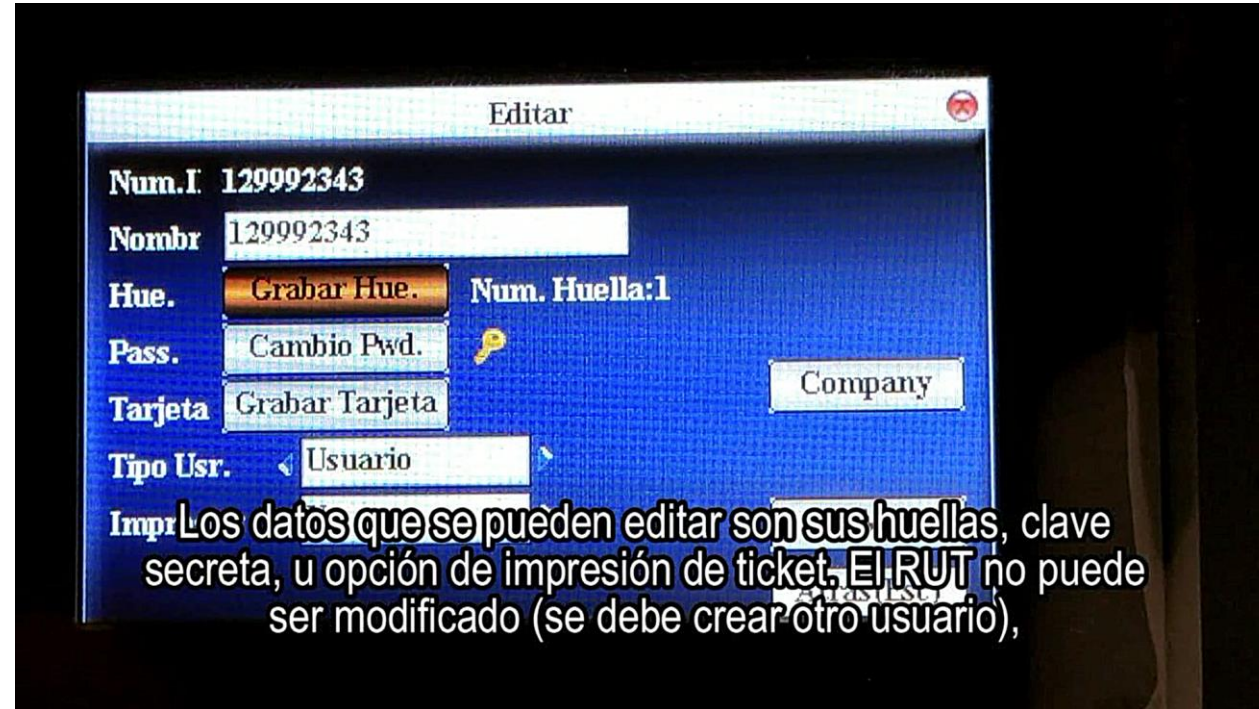 Editar
Num.I. 129992343
Nombr 129992343
Hue. Grabar Hue. Num. Huella:1
Pass. Cambio Pwd.
Company
Tarjeta Grabar Tarjeta
Tipo Usr. Usuario
Impr
Los datos que se pueden editar son sus huellas, clave
secreta, u opción de impresión de ticket. El RUT no puede
ser modificado (se debe crear otro usuario),